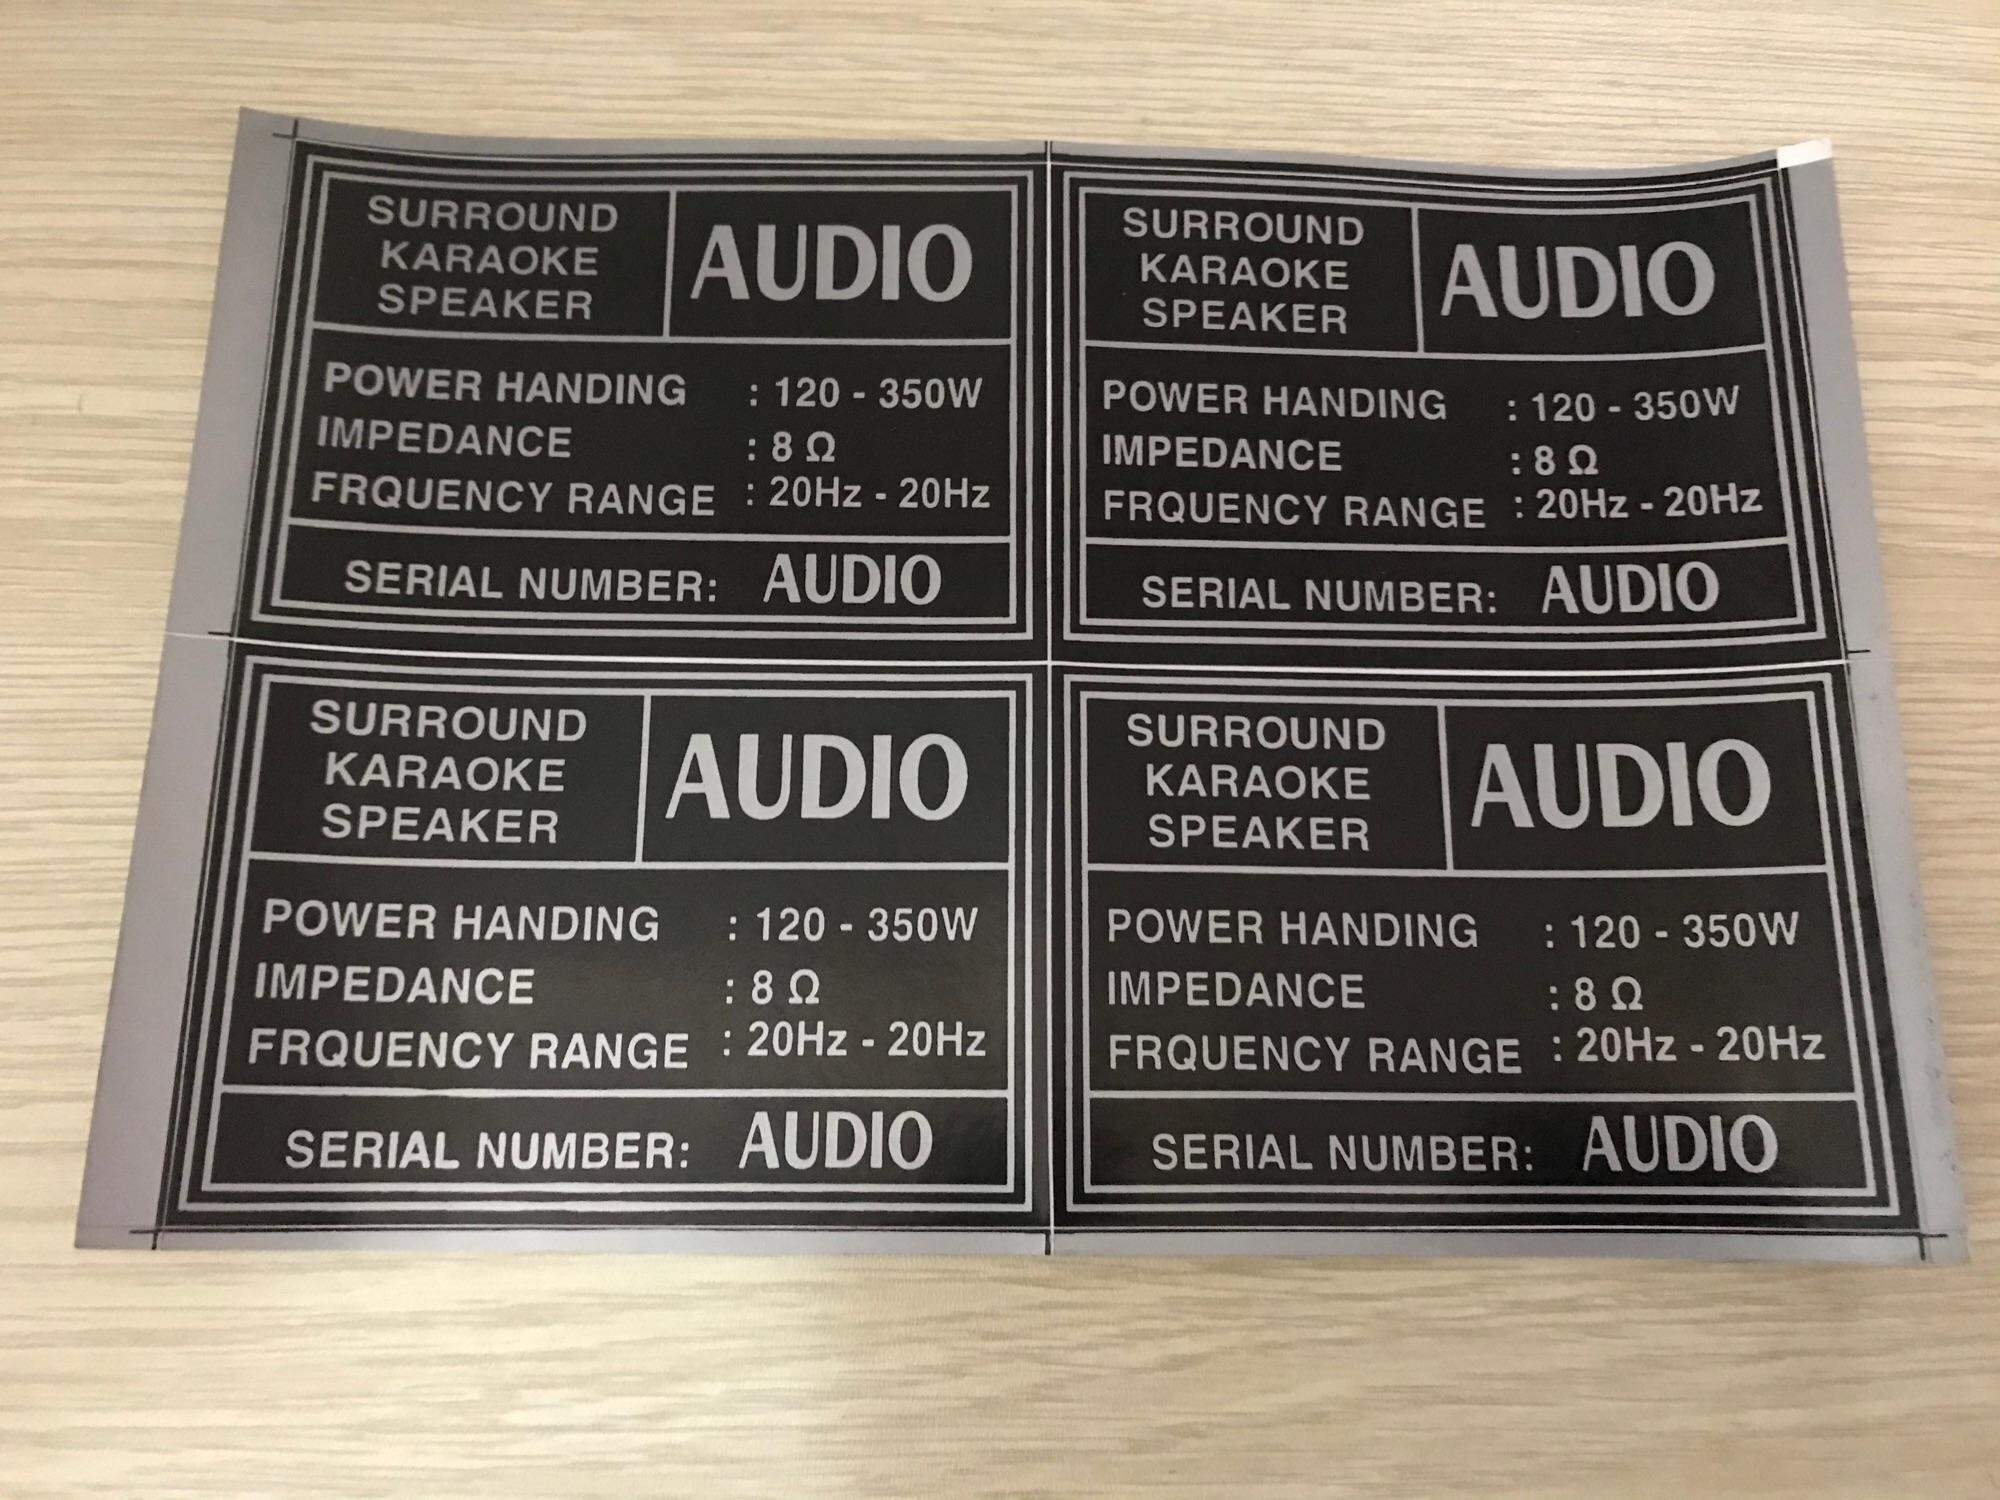 SURROUND
KARAOKE
SPEAKER
AUDIO
POWER HANDING : 120 - 350W
IMPEDANCE : 8 Ω
FRQUENCY RANGE : 20Hz - 20Hz
SERIAL NUMBER: AUDIO
SURROUND
KARAOKE
SPEAKER
AUDIO
POWER HANDING : 120 - 350W
IMPEDANCE : 8 Ω
FRQUENCY RANGE : 20Hz - 20Hz
SERIAL NUMBER: AUDIO
SURROUND
KARAOKE
SPEAKER
AUDIO
POWER HANDING : 120 - 350W
IMPEDANCE : 8 Ω
FRQUENCY RANGE : 20Hz - 20Hz
SERIAL NUMBER: AUDIO
SURROUND
KARAOKE
SPEAKER
AUDIO
POWER HANDING : 120 - 350W
IMPEDANCE : 8 Ω
FRQUENCY RANGE : 20Hz - 20Hz
SERIAL NUMBER: AUDIO